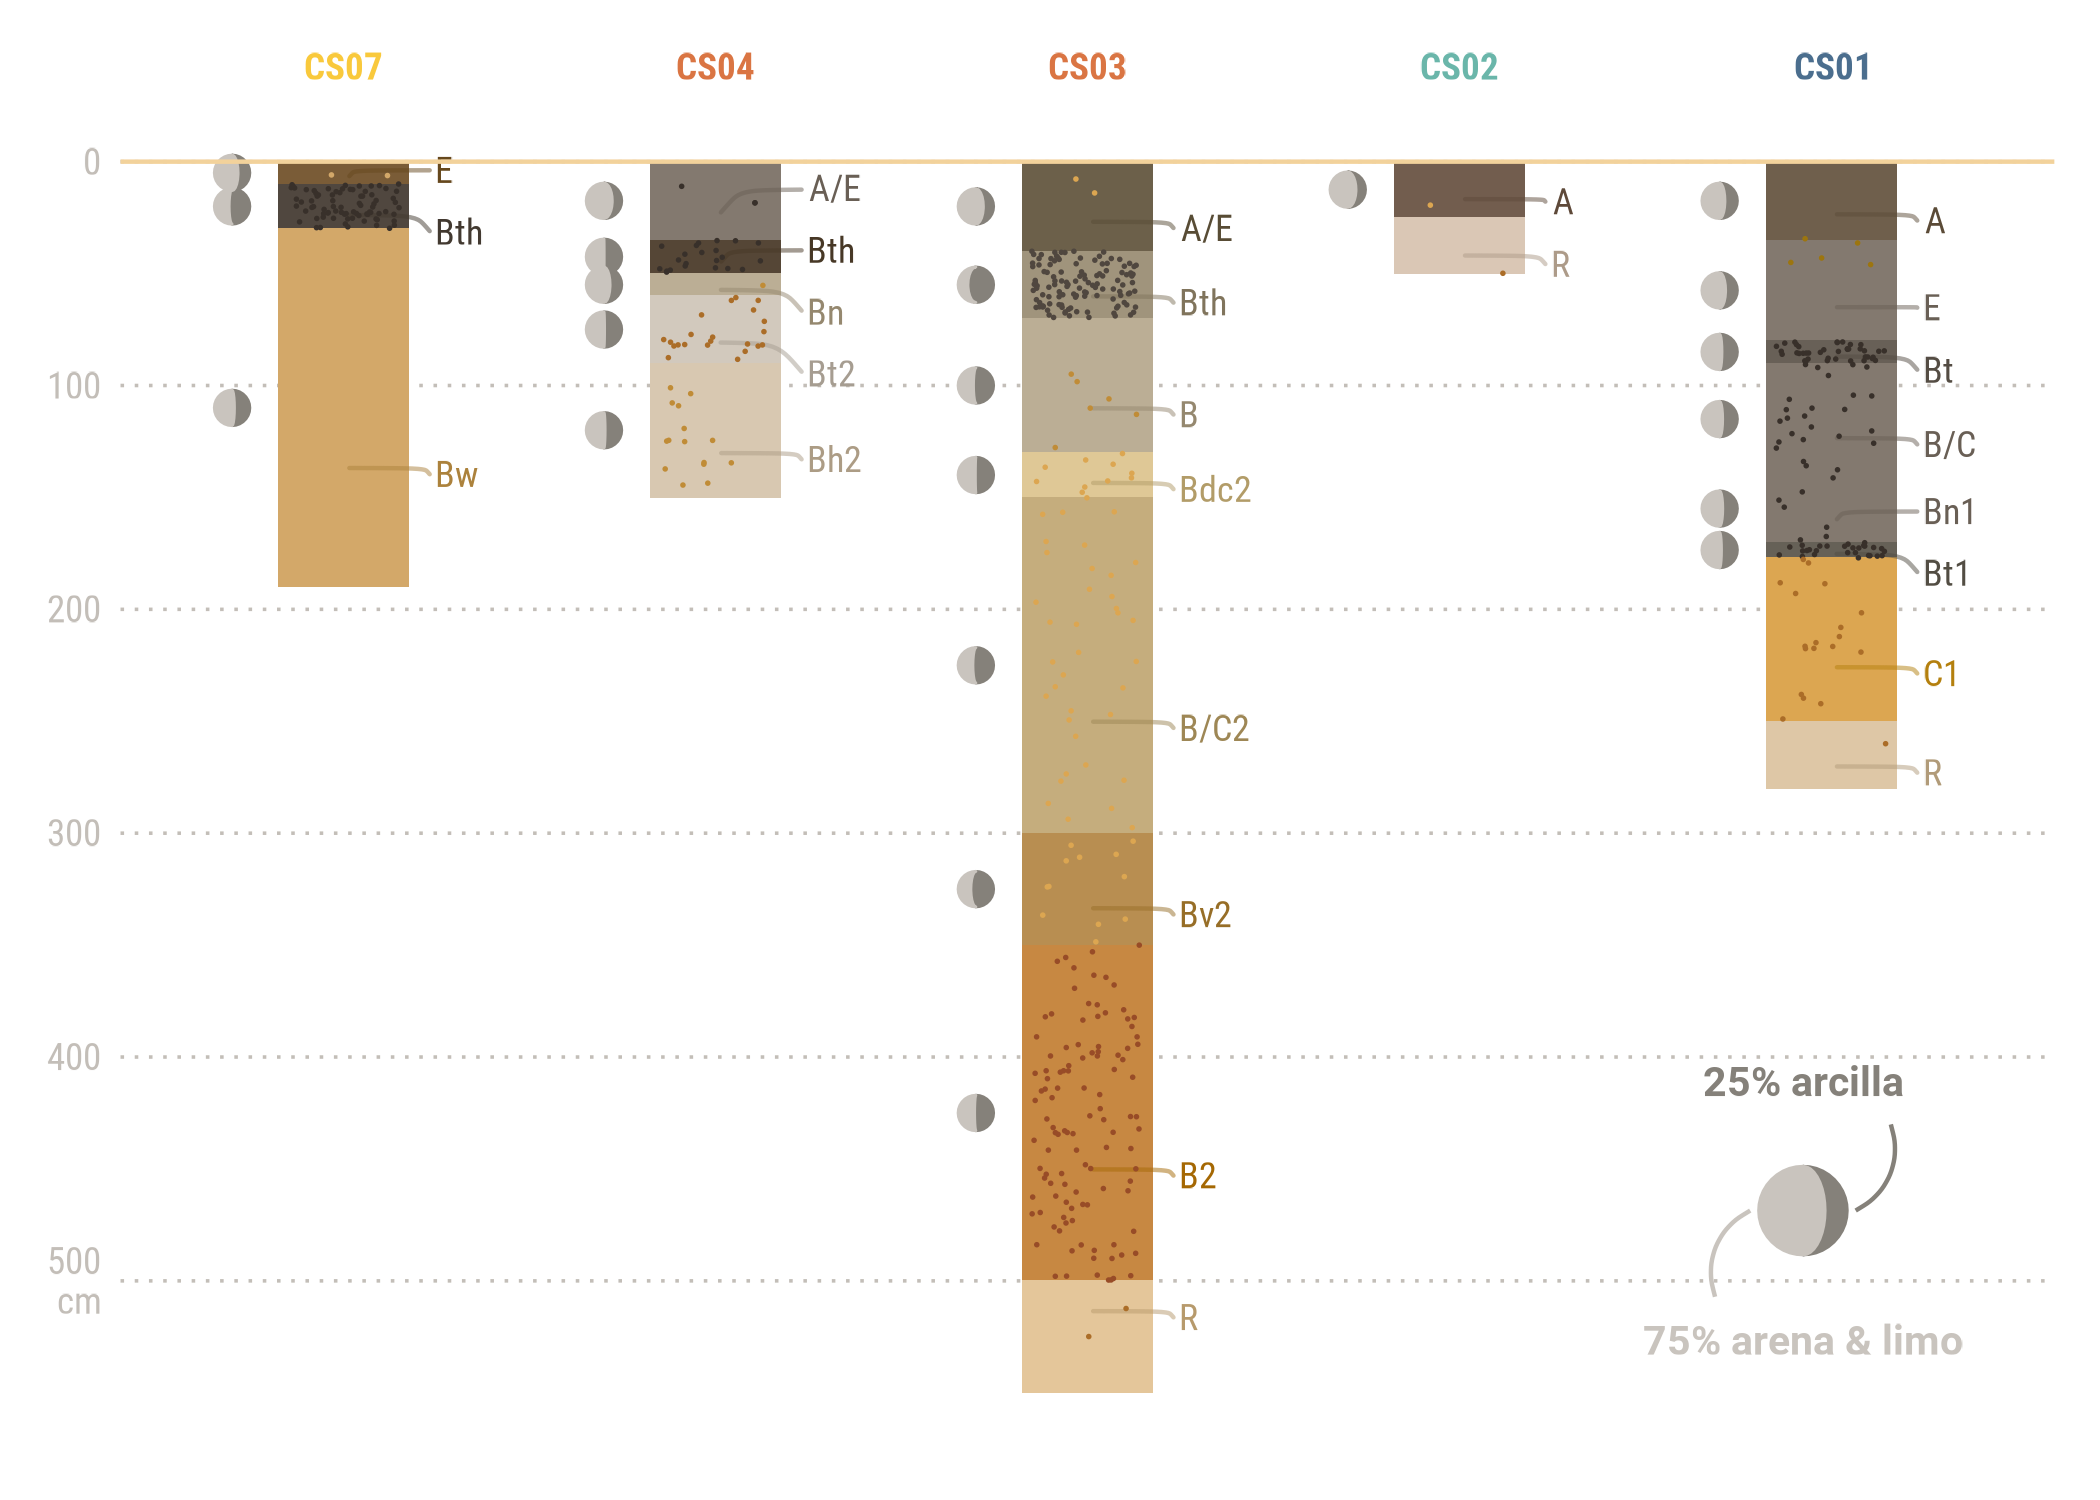 CS07 CS04 CS03 CS02 CS01
0
E
Bth
Bw
A/E
Bth
Bn
Bt2
Bh2
A/E
Bth
B
Bdc2
B/C2
Bv2
B2
R
A
R
A
E
Bt
B/C
Bn1
Bt1
C1
R
100
200
300
400
500
cm
25% arcilla
75% arena & limo